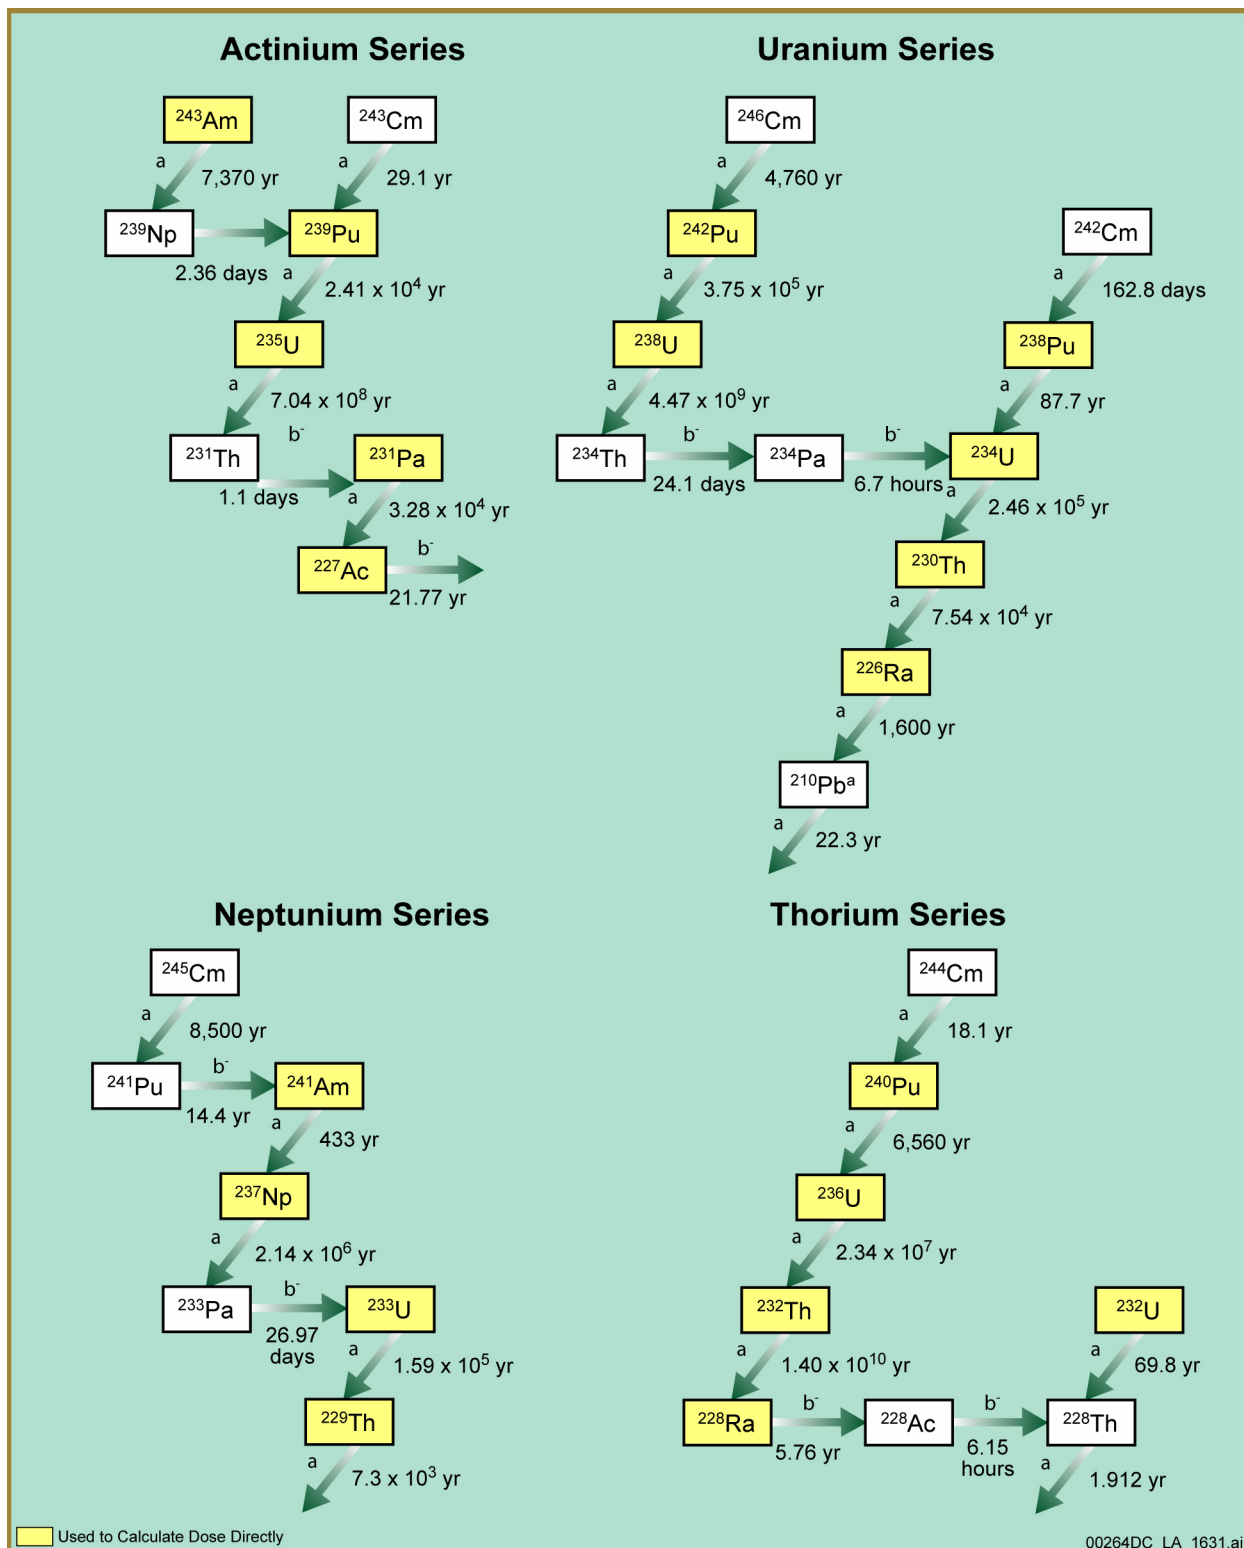 Actinium Series
Uranium Series
²⁴³Am
²⁴³Cm
a
7,370 yr
a
29.1 yr
²³⁹Np
²³⁹Pu
2.36 days
a
2.41 x 10⁴ yr
²³⁵U
a
7.04 x 10⁸ yr
²³¹Th
b⁻
²³¹Pa
1.1 days
a
3.28 x 10⁴ yr
²²⁷Ac
b⁻
21.77 yr
²⁴⁶Cm
a
4,760 yr
²⁴²Pu
²⁴²Cm
a
3.75 x 10⁵ yr
a
162.8 days
²³⁸U
²³⁸Pu
a
4.47 x 10⁹ yr
a
87.7 yr
²³⁴Th
b⁻
24.1 days
²³⁴Pa
b⁻
6.7 hours
²³⁴U
a
2.46 x 10⁵ yr
²³⁰Th
a
7.54 x 10⁴ yr
²²⁶Ra
a
1,600 yr
²¹⁰Pbᵃ
a
22.3 yr
Neptunium Series
Thorium Series
²⁴⁵Cm
a
8,500 yr
²⁴¹Pu
b⁻
14.4 yr
²⁴¹Am
a
433 yr
²³⁷Np
a
2.14 x 10⁶ yr
²³³Pa
b⁻
26.97
days
²³³U
a
1.59 x 10⁵ yr
²²⁹Th
a
7.3 x 10³ yr
²⁴⁴Cm
a
18.1 yr
²⁴⁰Pu
a
6,560 yr
²³⁶U
a
2.34 x 10⁷ yr
²³²Th
²³²U
a
1.40 x 10¹⁰ yr
a
69.8 yr
²²⁸Ra
b⁻
5.76 yr
²²⁸Ac
b⁻
6.15
hours
²²⁸Th
a
1.912 yr
Used to Calculate Dose Directly
00264DC_LA_1631.ai